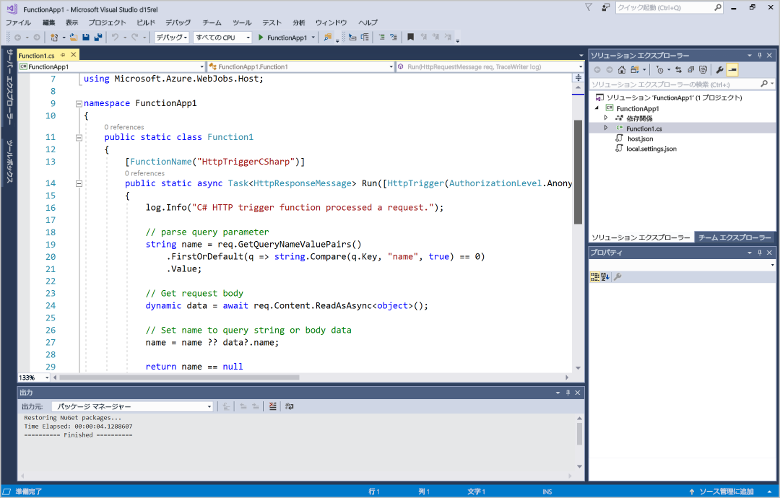 FunctionApp1 - Microsoft Visual Studio d15rel
クイック起動 (Ctrl+Q)
ファイル 編集 表示 プロジェクト ビルド デバッグ チーム ツール テスト 分析 ウィンドウ ヘルプ
デバッグ すべての CPU FunctionApp1
サーバー エクスプローラー
ツールボックス
Function1.cs
FunctionApp1 FunctionApp1.Function1 Run(HttpRequestMessage req, TraceWriter log)
7 using Microsoft.Azure.WebJobs.Host;
8
9 namespace FunctionApp1
10 {
0 references
11 public static class Function1
12 {
13 [FunctionName("HttpTriggerCSharp")]
0 references
14 public static async Task<HttpResponseMessage> Run([HttpTrigger(AuthorizationLevel.Anony
15 {
16 log.Info("C# HTTP trigger function processed a request.");
17
18 // parse query parameter
19 string name = req.GetQueryNameValuePairs()
20 .FirstOrDefault(q => string.Compare(q.Key, "name", true) == 0)
21 .Value;
22
23 // Get request body
24 dynamic data = await req.Content.ReadAsAsync<object>();
25
26 // Set name to query string or body data
27 name = name ?? data?.name;
28
29 return name == null
133%
出力
出力元: パッケージ マネージャー
Restoring NuGet packages...
Time Elapsed: 00:00:04.1288607
========== Finished ==========
ソリューション エクスプローラー
ソリューション エクスプローラーの検索 (Ctrl+;)
ソリューション 'FunctionApp1' (1 プロジェクト)
FunctionApp1
依存関係
Function1.cs
host.json
local.settings.json
ソリューション エクスプローラー チーム エクスプローラー
プロパティ
準備完了 行 1 列 1 文字 1 INS ソース管理に追加